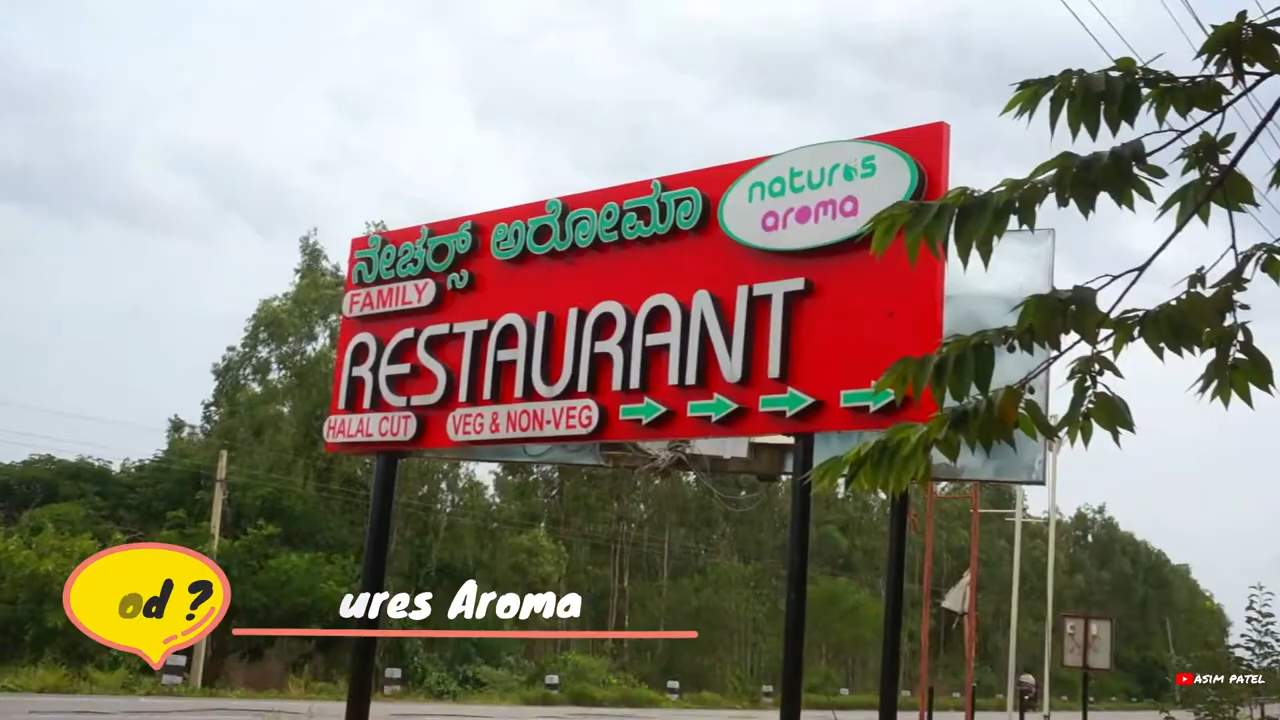 ನೇಚರ್ಸ್ ಅರೋಮಾ
natures
aroma
FAMILY
RESTAURANT
HALAL CUT
VEG & NON-VEG
od ?
ures Aroma
ASIM PATEL